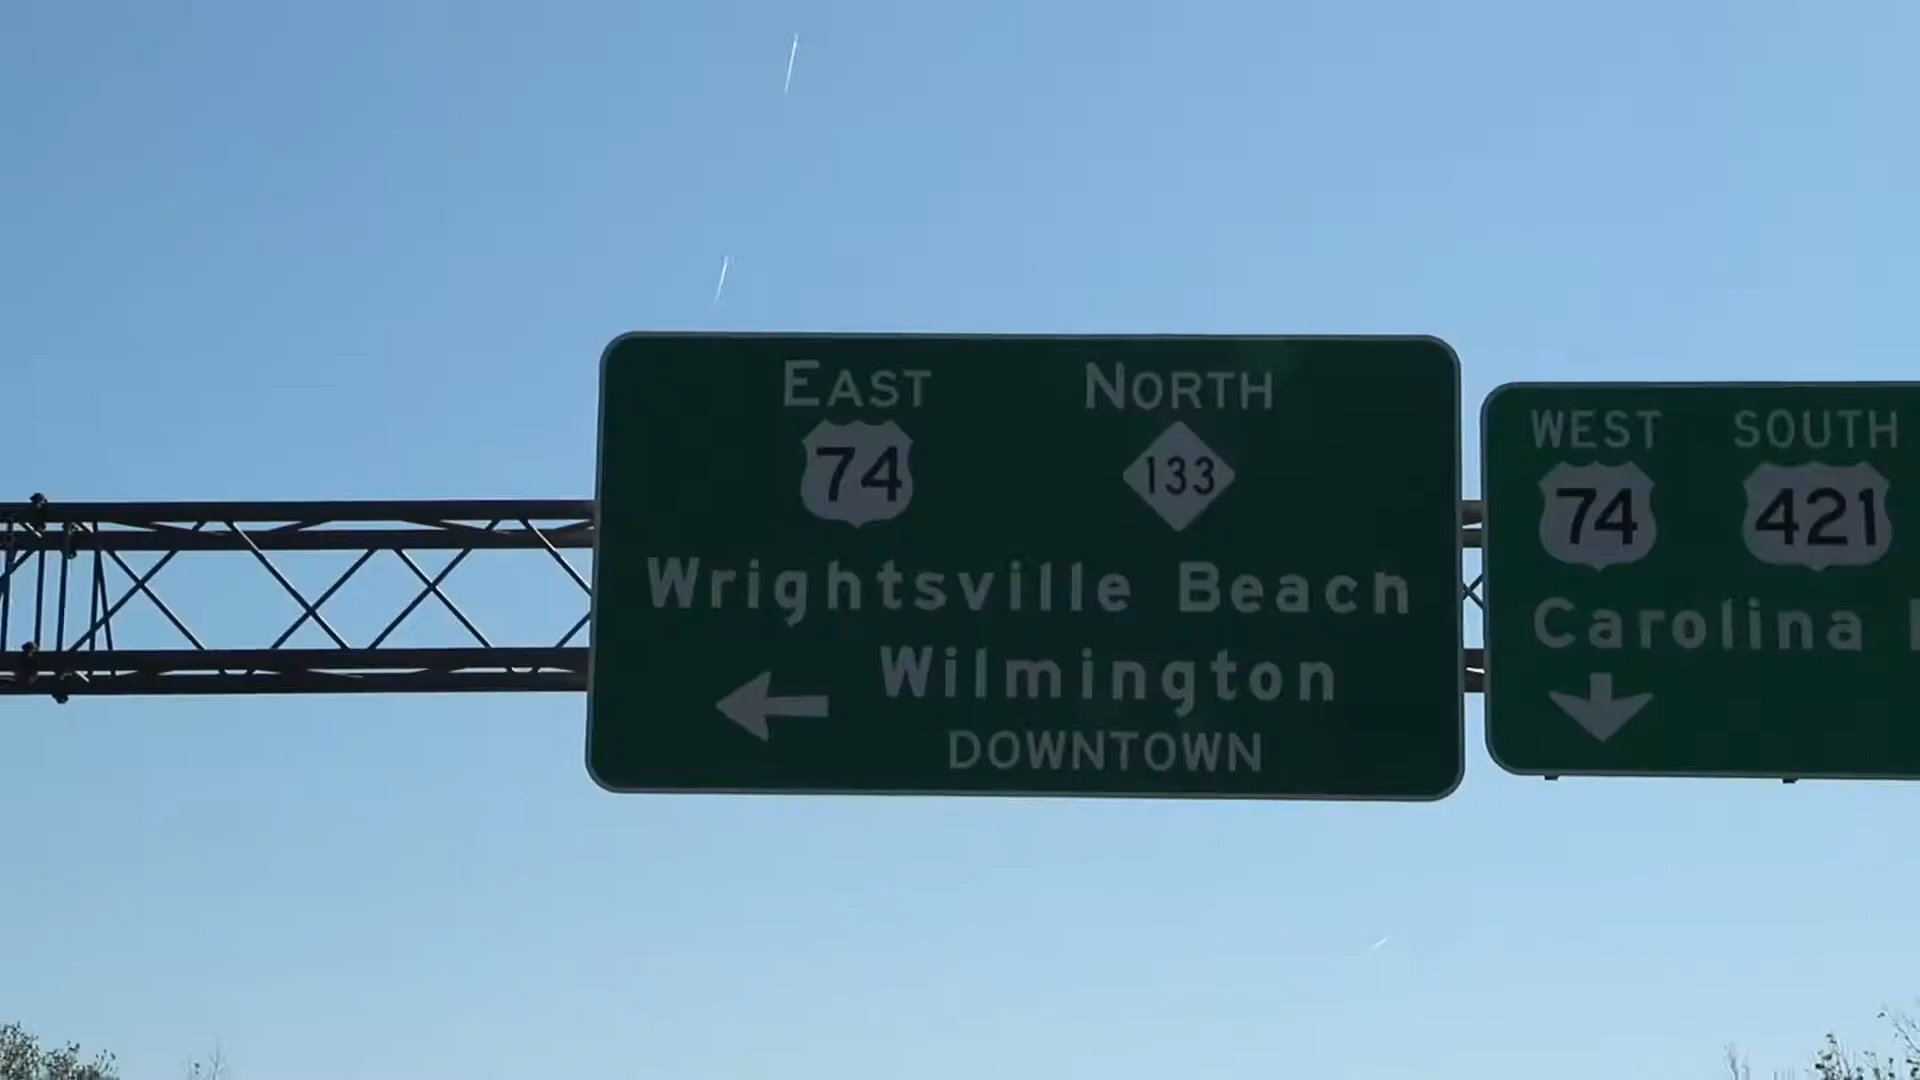 EAST NORTH
74 133
Wrightsville Beach
Wilmington
DOWNTOWN
WEST SOUTH
74 421
Carolina